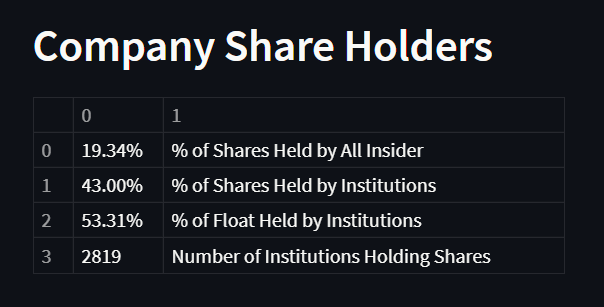 Company Share Holders
0 1
0 19.34% % of Shares Held by All Insider
1 43.00% % of Shares Held by Institutions
2 53.31% % of Float Held by Institutions
3 2819 Number of Institutions Holding Shares